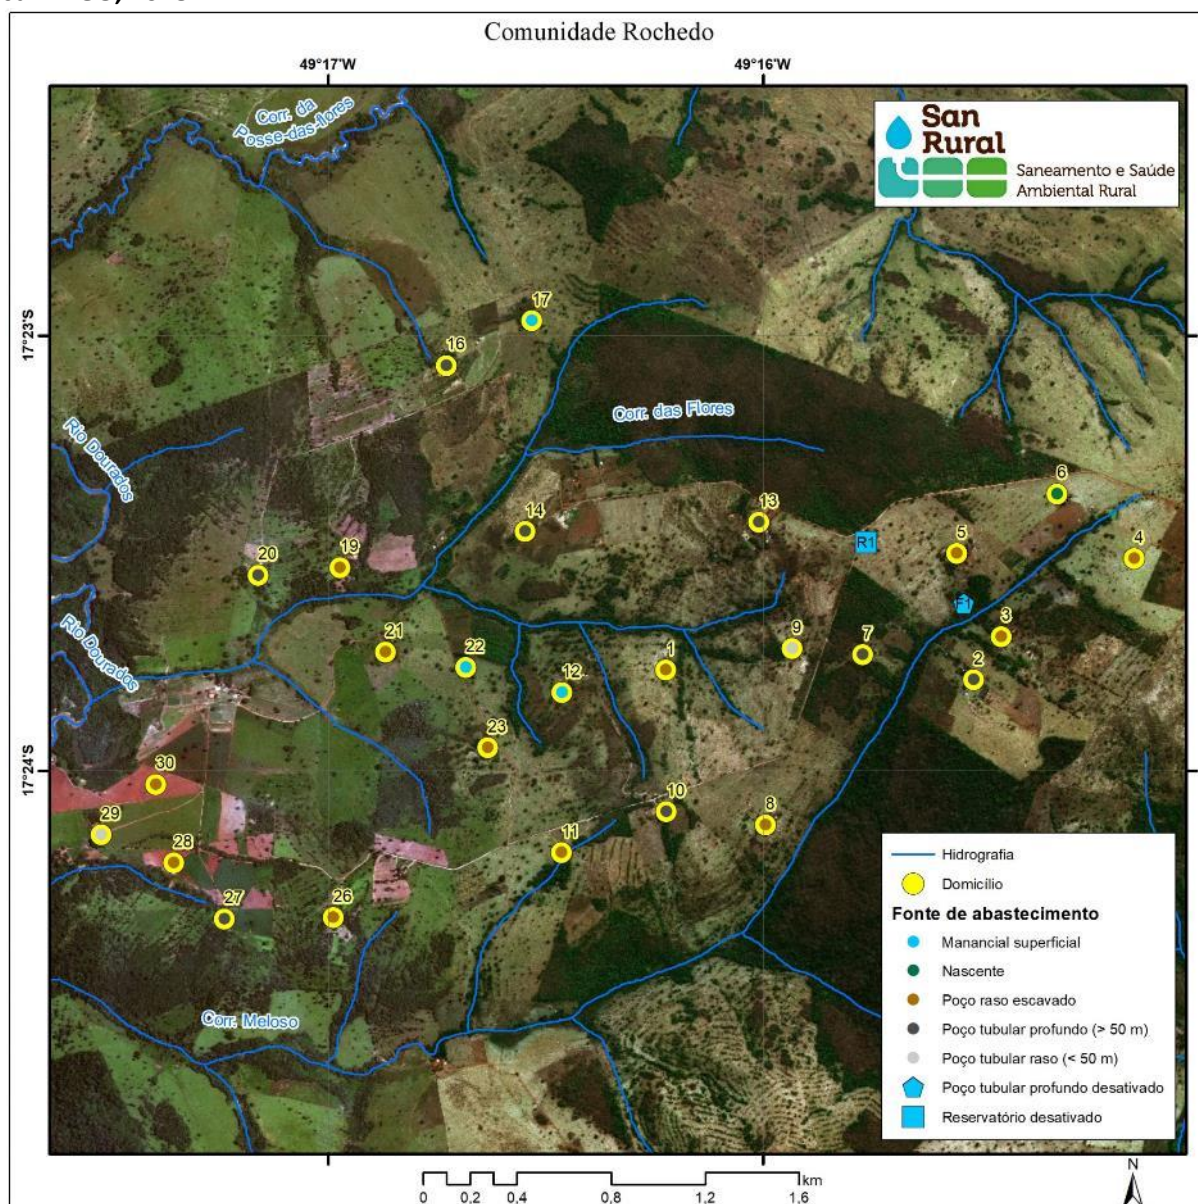 Comunidade Rochedo
49°17'W
49°16'W
Corr. da
Posse-das-flores
San
Rural
Saneamento e Saúde
Ambiental Rural
17
17°23'S
16
Corr. das Flores
Rio Dourados
6
14
13
R1
5
4
20
19
F1
Rio Dourados
21
22
12
1
9
7
3
2
23
17°24'S
30
29
28
27
26
10
11
8
Corr. Meloso
Hidrografia
Domicílio
Fonte de abastecimento
Manancial superficial
Nascente
Poço raso escavado
Poço tubular profundo (> 50 m)
Poço tubular raso (< 50 m)
Poço tubular profundo desativado
Reservatório desativado
N
km
0 0,2 0,4 0,8 1,2 1,6